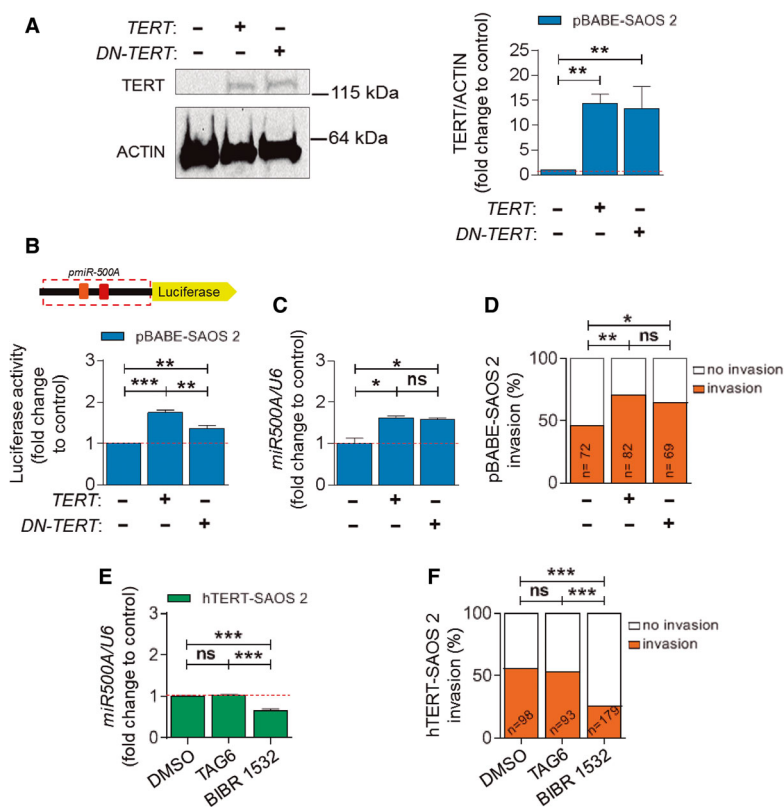 A
TERT: – + –
DN-TERT: – – +
TERT
115 kDa
64 kDa
ACTIN
pBABE-SAOS 2
TERT/ACTIN
(fold change to control)
25
20
15
10
5
0
**
**
TERT: – + –
DN-TERT: – – +
B
pmiR-500A
Luciferase
pBABE-SAOS 2
Luciferase activity
(fold change
to control)
3
2
1
0
**
*** **
TERT: – + –
DN-TERT: – – +
C
miR500A/U6
(fold change to control)
3
2
1
0
*
* ns
– + –
– – +
D
pBABE-SAOS 2
invasion (%)
100
50
0
*
** ns
n= 72
n= 82
n= 69
no invasion
invasion
– + –
– – +
E
hTERT-SAOS 2
miR500A/U6
(fold change to control)
3
2
1
0
***
ns ***
DMSO
TAG6
BIBR 1532
F
hTERT-SAOS 2
invasion (%)
100
50
0
***
ns ***
n=98
n=93
n=179
no invasion
invasion
DMSO
TAG6
BIBR 1532